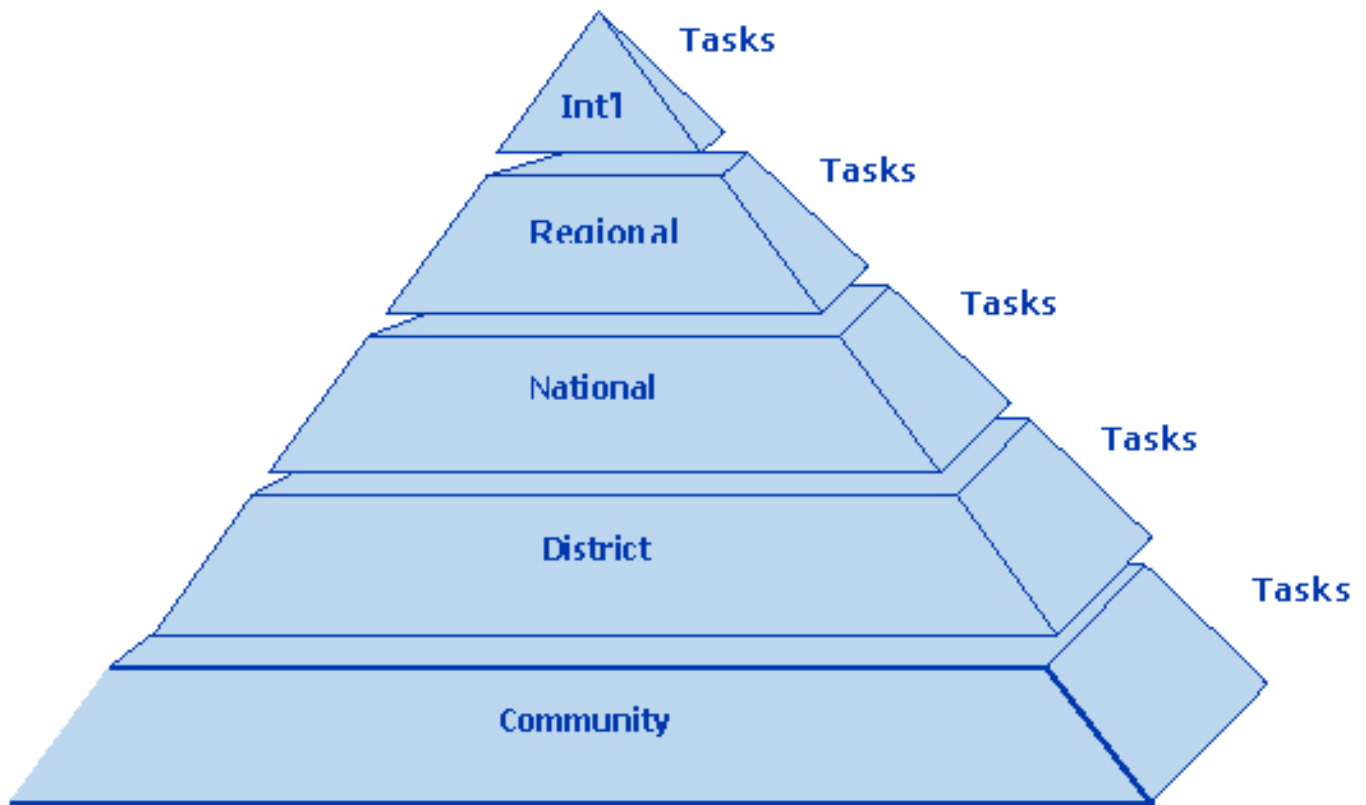 Tasks
Int'l
Tasks
Regional
Tasks
National
Tasks
District
Tasks
Community